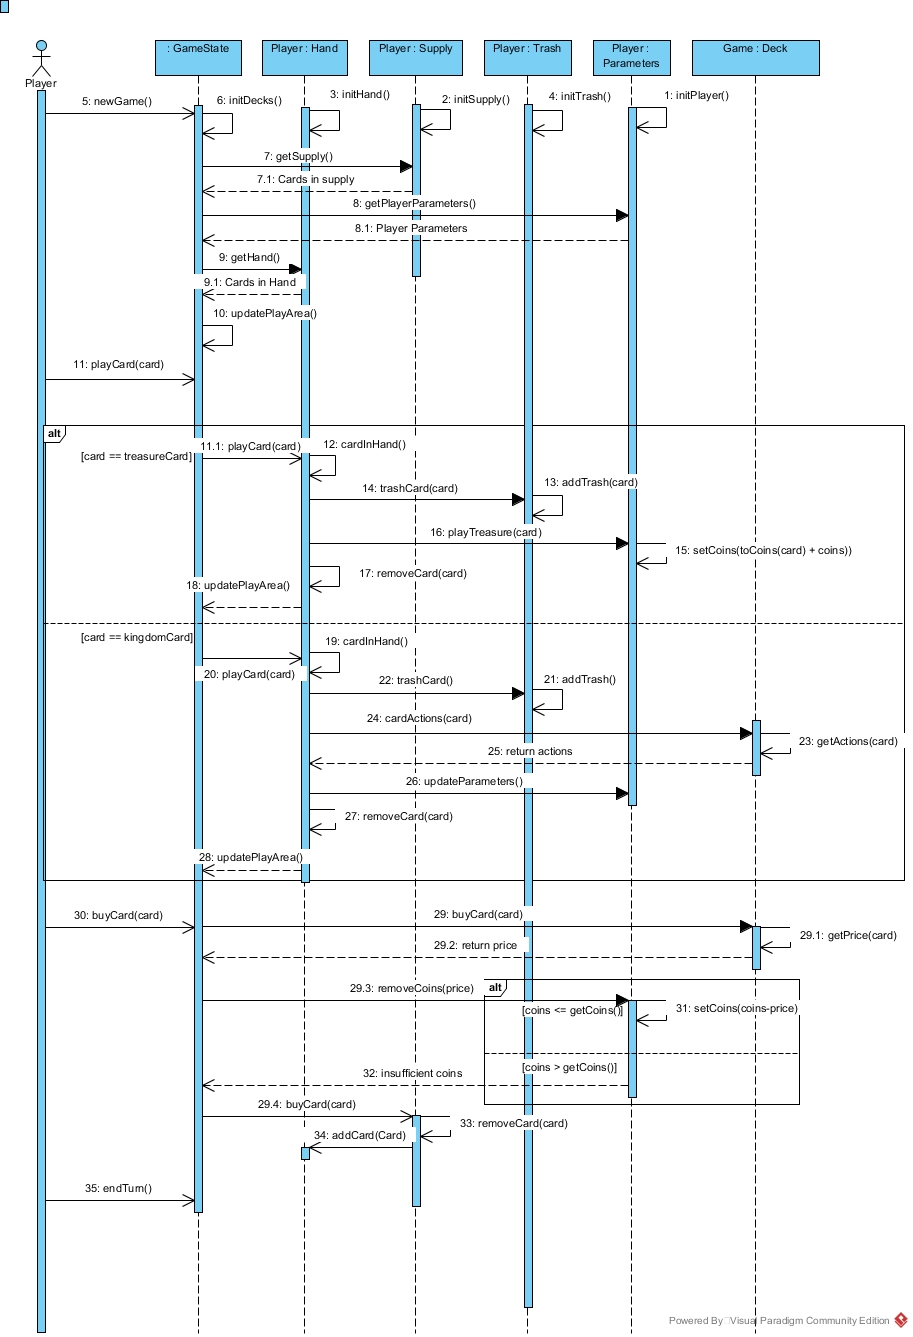 : GameState
Player : Hand
Player : Supply
Player : Trash
Player :
Parameters
Game : Deck
Player
5: newGame()
6: initDecks()
3: initHand()
2: initSupply()
4: initTrash()
1: initPlayer()
7: getSupply()
7.1: Cards in supply
8: getPlayerParameters()
8.1: Player Parameters
9: getHand()
9.1: Cards in Hand
10: updatePlayArea()
11: playCard(card)
alt
[card == treasureCard]
11.1: playCard(card)
12: cardInHand()
14: trashCard(card)
13: addTrash(card)
16: playTreasure(card)
15: setCoins(toCoins(card) + coins))
17: removeCard(card)
18: updatePlayArea()
[card == kingdomCard]
19: cardInHand()
20: playCard(card)
22: trashCard()
21: addTrash()
24: cardActions(card)
23: getActions(card)
25: return actions
26: updateParameters()
27: removeCard(card)
28: updatePlayArea()
30: buyCard(card)
29: buyCard(card)
29.1: getPrice(card)
29.2: return price
29.3: removeCoins(price)
alt
[coins <= getCoins()]
31: setCoins(coins-price)
[coins > getCoins()]
32: insufficient coins
29.4: buyCard(card)
33: removeCard(card)
34: addCard(Card)
35: endTurn()
Powered By Visual Paradigm Community Edition